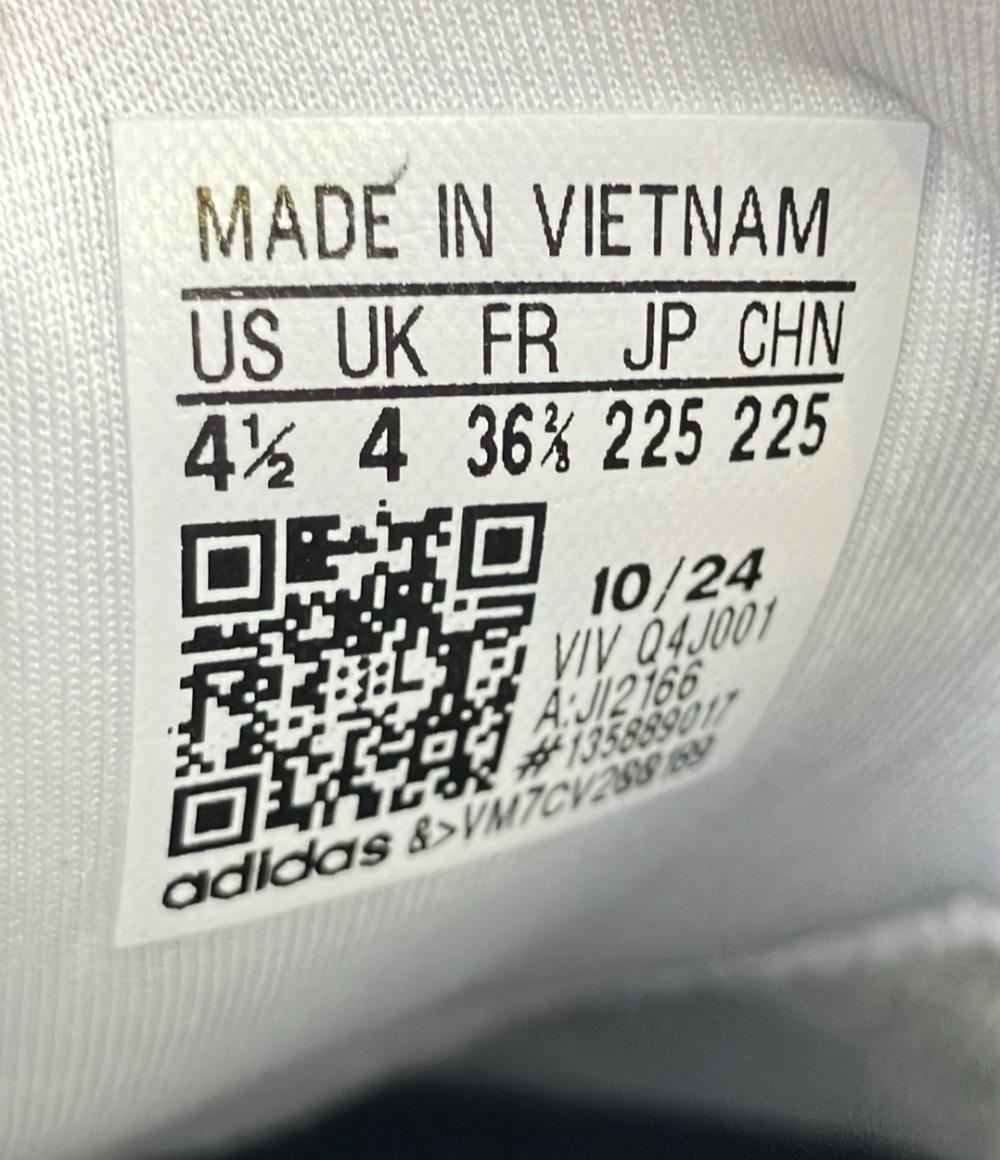 MADE IN VIETNAM
US UK FR JP CHN
4½ 4 36⅔ 225 225
10/24
VIV Q4J001
A:JI2166
#135889017
adidas